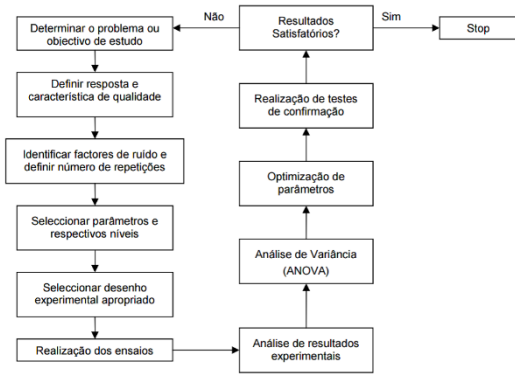 Determinar o problema ou
objectivo de estudo
Definir resposta e
característica de qualidade
Identificar factores de ruído e
definir número de repetições
Seleccionar parâmetros e
respectivos níveis
Seleccionar desenho
experimental apropriado
Realização dos ensaios
Análise de resultados
experimentais
Análise de Variância
(ANOVA)
Optimização de
parâmetros
Realização de testes
de confirmação
Resultados
Satisfatórios?
Não
Sim
Stop